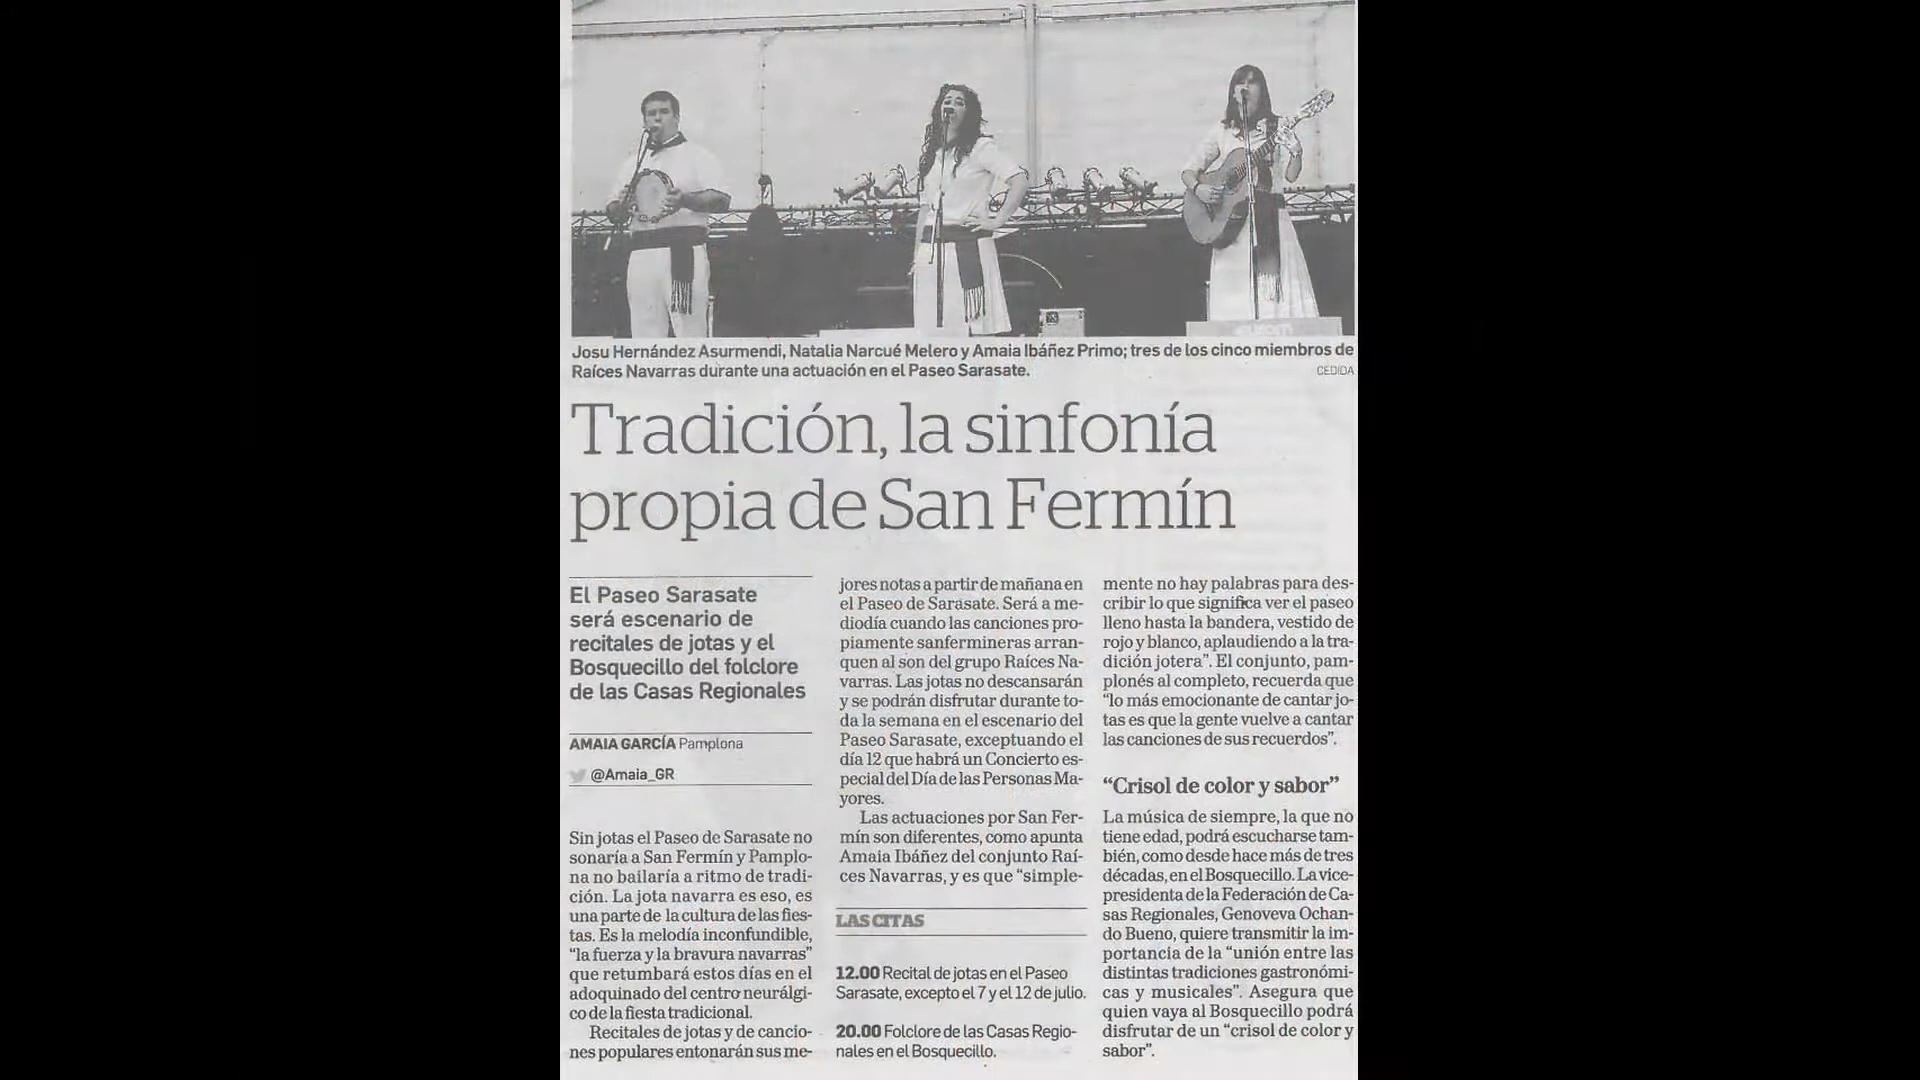 Josu Hernández Asurmendi, Natalia Narcué Melero y Amaia Ibáñez Primo; tres de los cinco miembros de
Raíces Navarras durante una actuación en el Paseo Sarasate.
CEDIDA
Tradición, la sinfonía
propia de San Fermín
El Paseo Sarasate
será escenario de
recitales de jotas y el
Bosquecillo del folclore
de las Casas Regionales
AMAIA GARCÍA Pamplona
@Amaia_GR
Sin jotas el Paseo de Sarasate no
sonaría a San Fermín y Pamplo-
na no bailaría a ritmo de tradi-
ción. La jota navarra es eso, es
una parte de la cultura de las fies-
tas. Es la melodía inconfundible,
“la fuerza y la bravura navarras”
que retumbará estos días en el
adoquinado del centro neurálgi-
co de la fiesta tradicional.
Recitales de jotas y de cancio-
nes populares entonarán sus me-
jores notas a partir de mañana en
el Paseo de Sarasate. Será a me-
diodía cuando las canciones pro-
piamente sanfermineras arran-
quen al son del grupo Raíces Na-
varras. Las jotas no descansarán
y se podrán disfrutar durante to-
da la semana en el escenario del
Paseo Sarasate, exceptuando el
día 12 que habrá un Concierto es-
pecial del Día de las Personas Ma-
yores.
Las actuaciones por San Fer-
mín son diferentes, como apunta
Amaia Ibáñez del conjunto Raí-
ces Navarras, y es que “simple-
LAS CITAS
12.00 Recital de jotas en el Paseo
Sarasate, excepto el 7 y el 12 de julio.
20.00 Folclore de las Casas Regio-
nales en el Bosquecillo.
mente no hay palabras para des-
cribir lo que significa ver el paseo
lleno hasta la bandera, vestido de
rojo y blanco, aplaudiendo a la tra-
dición jotera”. El conjunto, pam-
plonés al completo, recuerda que
“lo más emocionante de cantar jo-
tas es que la gente vuelve a cantar
las canciones de sus recuerdos”.
“Crisol de color y sabor”
La música de siempre, la que no
tiene edad, podrá escucharse tam-
bién, como desde hace más de tres
décadas, en el Bosquecillo. La vice-
presidenta de la Federación de Ca-
sas Regionales, Genoveva Ochan-
do Bueno, quiere transmitir la im-
portancia de la “unión entre las
distintas tradiciones gastronómi-
cas y musicales”. Asegura que
quien vaya al Bosquecillo podrá
disfrutar de un “crisol de color y
sabor”.